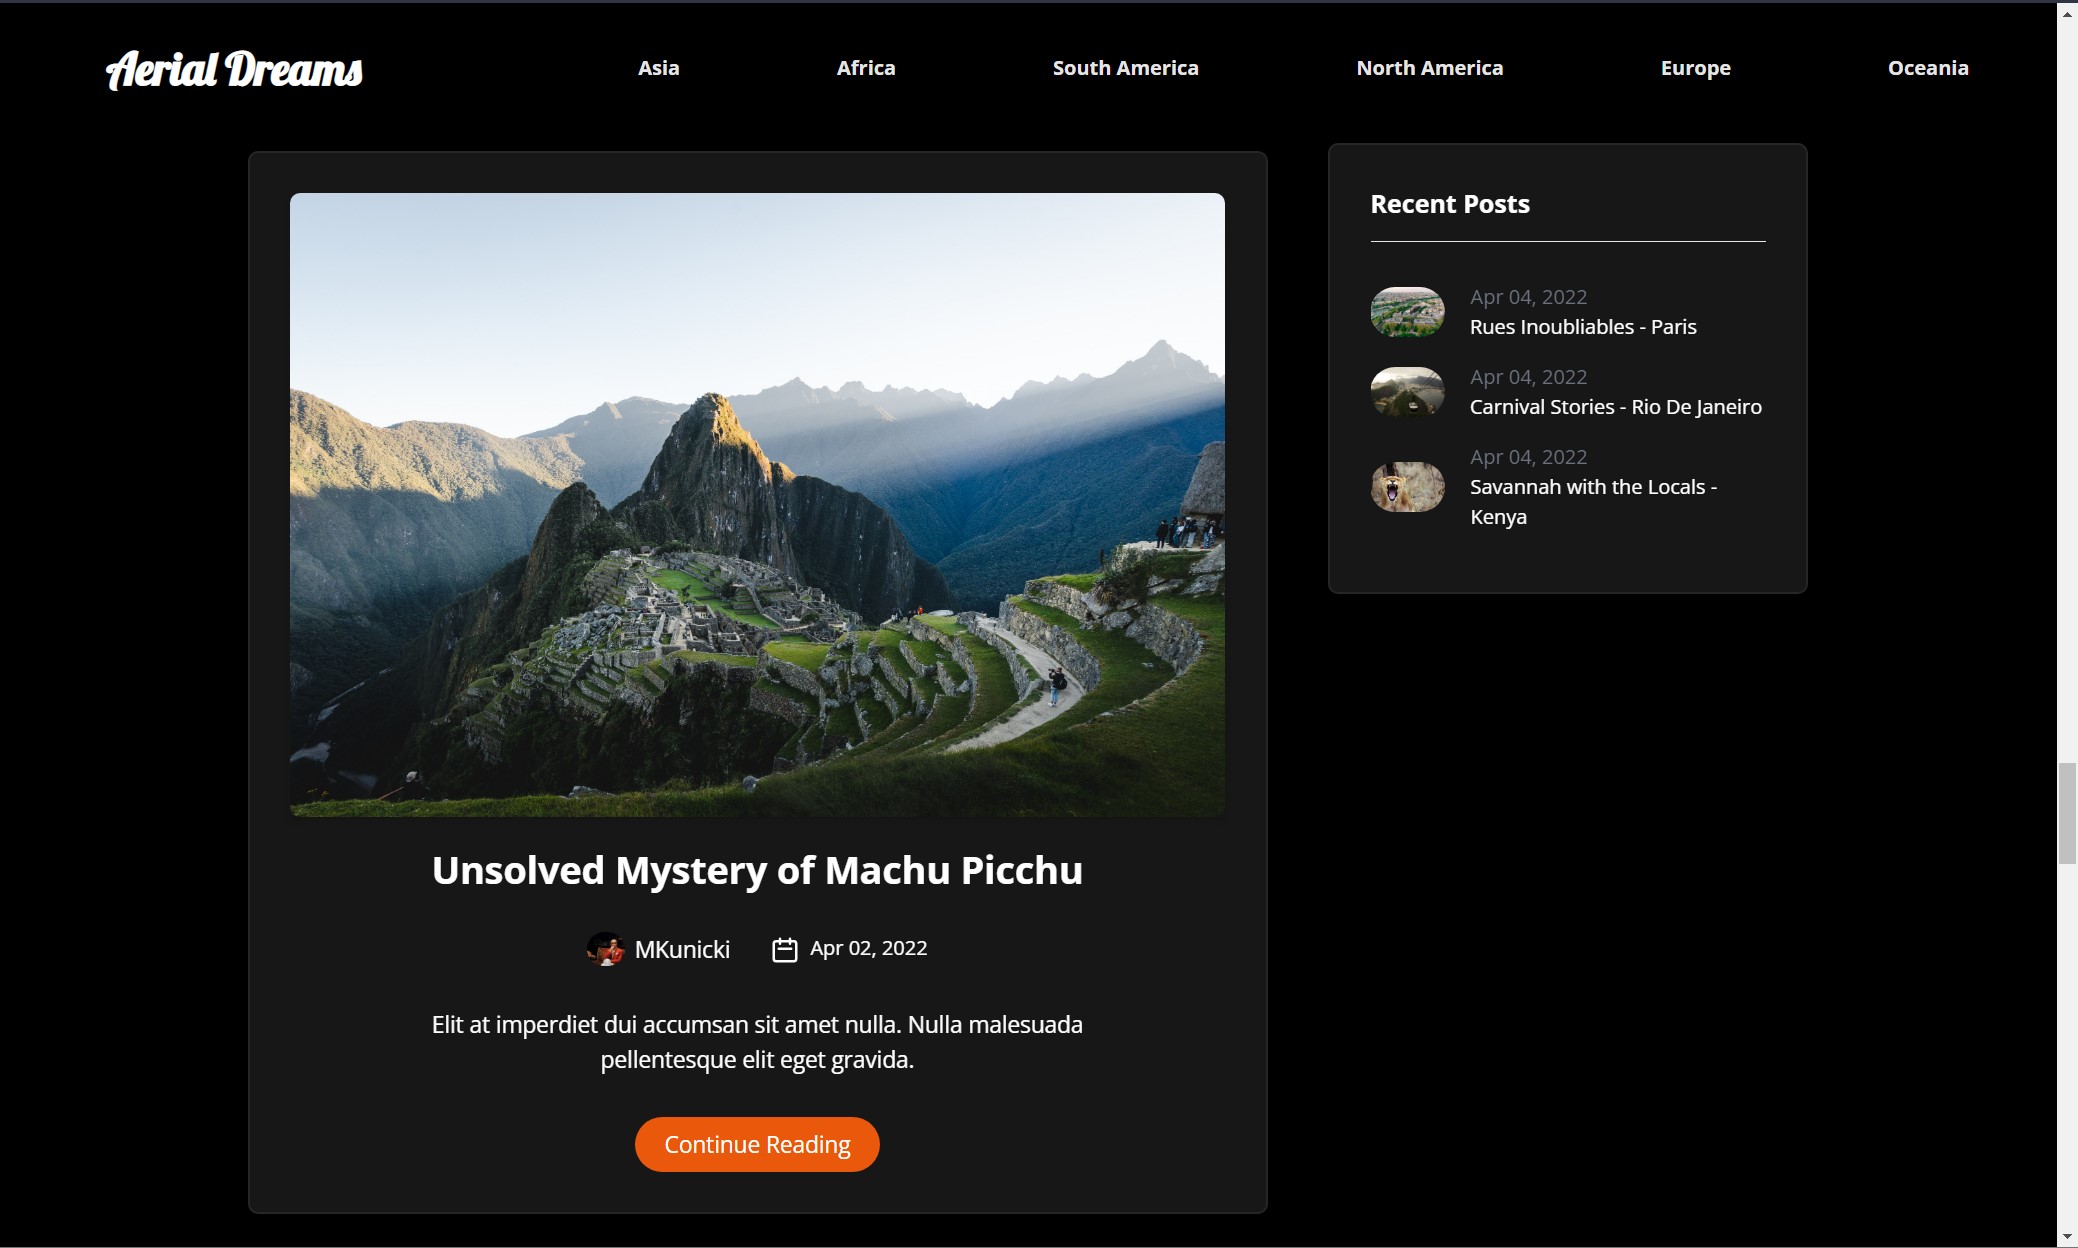 Aerial Dreams
Asia
Africa
South America
North America
Europe
Oceania
Unsolved Mystery of Machu Picchu
MKunicki
Apr 02, 2022
Elit at imperdiet dui accumsan sit amet nulla. Nulla malesuada
pellentesque elit eget gravida.
Continue Reading
Recent Posts
Apr 04, 2022
Rues Inoubliables - Paris
Apr 04, 2022
Carnival Stories - Rio De Janeiro
Apr 04, 2022
Savannah with the Locals -
Kenya